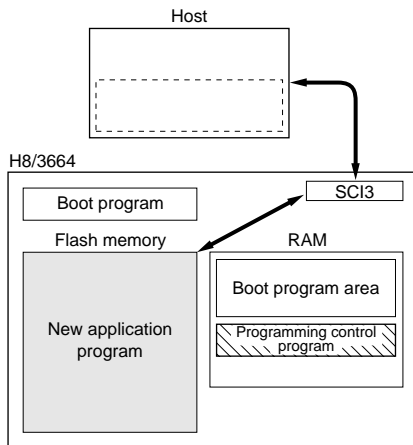 Host
H8/3664
SCI3
Boot program
Flash memory
RAM
Boot program area
New application
program
Programming control
program